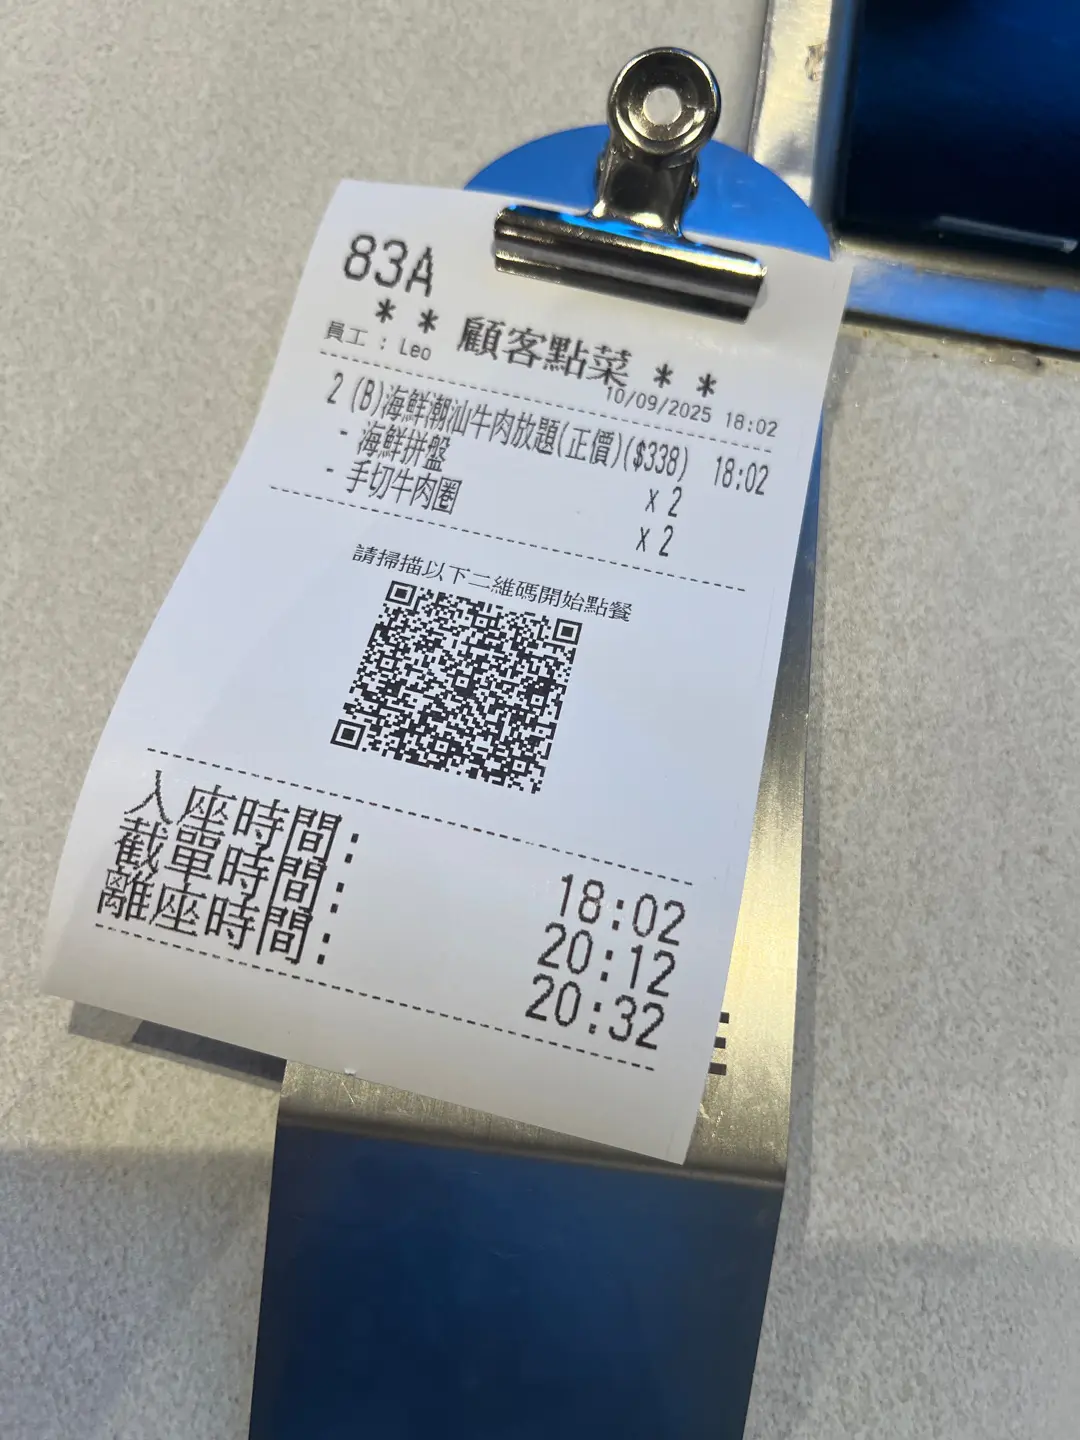 83A
* * 顧客點菜 * *
員工 : Leo
10/09/2025 18:02
2 (B)海鮮潮汕牛肉放題(正價)($338) 18:02
- 海鮮拼盤 x 2
- 手切牛肉圈 x 2
請掃描以下二維碼開始點餐
入座時間: 18:02
截單時間: 20:12
離座時間: 20:32